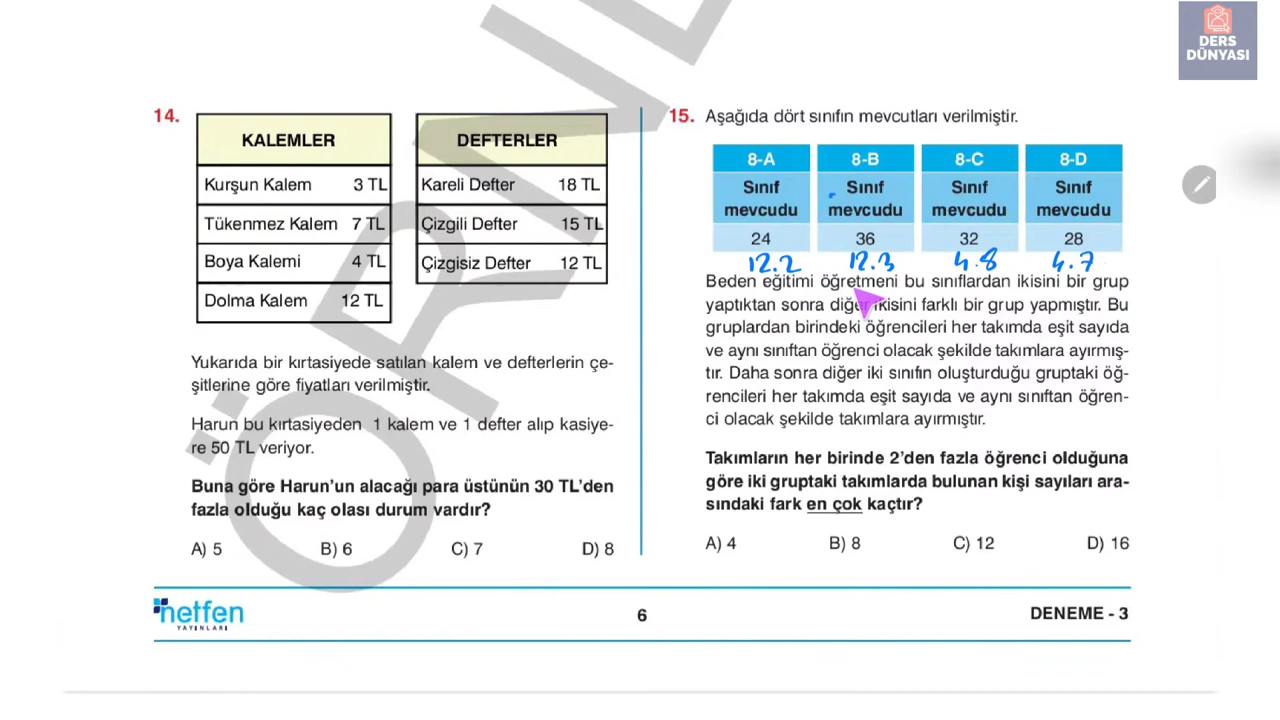 DERS
DÜNYASI
14.
KALEMLER
Kurşun Kalem 3 TL
Tükenmez Kalem 7 TL
Boya Kalemi 4 TL
Dolma Kalem 12 TL
DEFTERLER
Kareli Defter 18 TL
Çizgili Defter 15 TL
Çizgisiz Defter 12 TL
Yukarıda bir kırtasiyede satılan kalem ve defterlerin çe-
şitlerine göre fiyatları verilmiştir.
Harun bu kırtasiyeden 1 kalem ve 1 defter alıp kasiye-
re 50 TL veriyor.
Buna göre Harun'un alacağı para üstünün 30 TL'den
fazla olduğu kaç olası durum vardır?
A) 5 B) 6 C) 7 D) 8
15. Aşağıda dört sınıfın mevcutları verilmiştir.
8-A 8-B 8-C 8-D
Sınıf Sınıf Sınıf Sınıf
mevcudu mevcudu mevcudu mevcudu
24 36 32 28
12.2 12.3 4.8 4.7
Beden eğitimi öğretmeni bu sınıflardan ikisini bir grup
yaptıktan sonra diğer ikisini farklı bir grup yapmıştır. Bu
gruplardan birindeki öğrencileri her takımda eşit sayıda
ve aynı sınıftan öğrenci olacak şekilde takımlara ayırmış-
tır. Daha sonra diğer iki sınıfın oluşturduğu gruptaki öğ-
rencileri her takımda eşit sayıda ve aynı sınıftan öğren-
ci olacak şekilde takımlara ayırmıştır.
Takımların her birinde 2'den fazla öğrenci olduğuna
göre iki gruptaki takımlarda bulunan kişi sayıları ara-
sındaki fark en çok kaçtır?
A) 4 B) 8 C) 12 D) 16
netfen
YAYINLARI
6
DENEME - 3